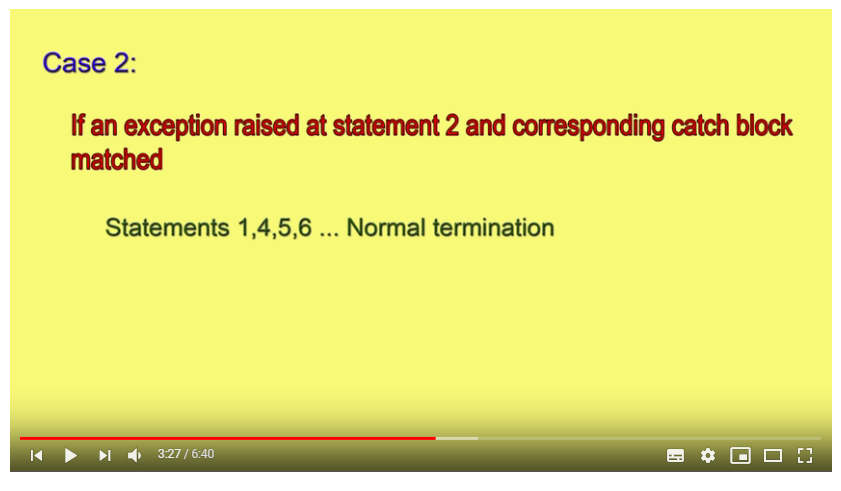 Case 2:
If an exception raised at statement 2 and corresponding catch block
matched
Statements 1,4,5,6 ... Normal termination
3:27 / 6:40